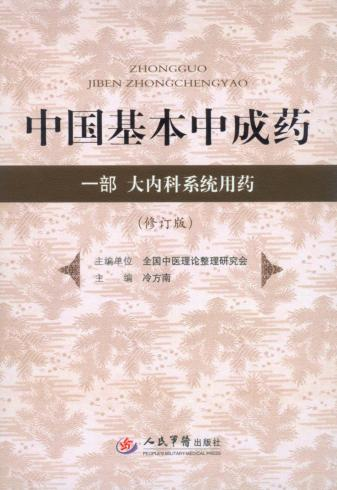 ZHONGGUO
JIBEN ZHONGCHENGYAO
中国基本中成药
一部 大内科系统用药
(修订版)
主编单位 全国中医理论整理研究会
主 编 冷方南
人民军医出版社
PEOPLE'S MILITARY MEDICAL PRESS